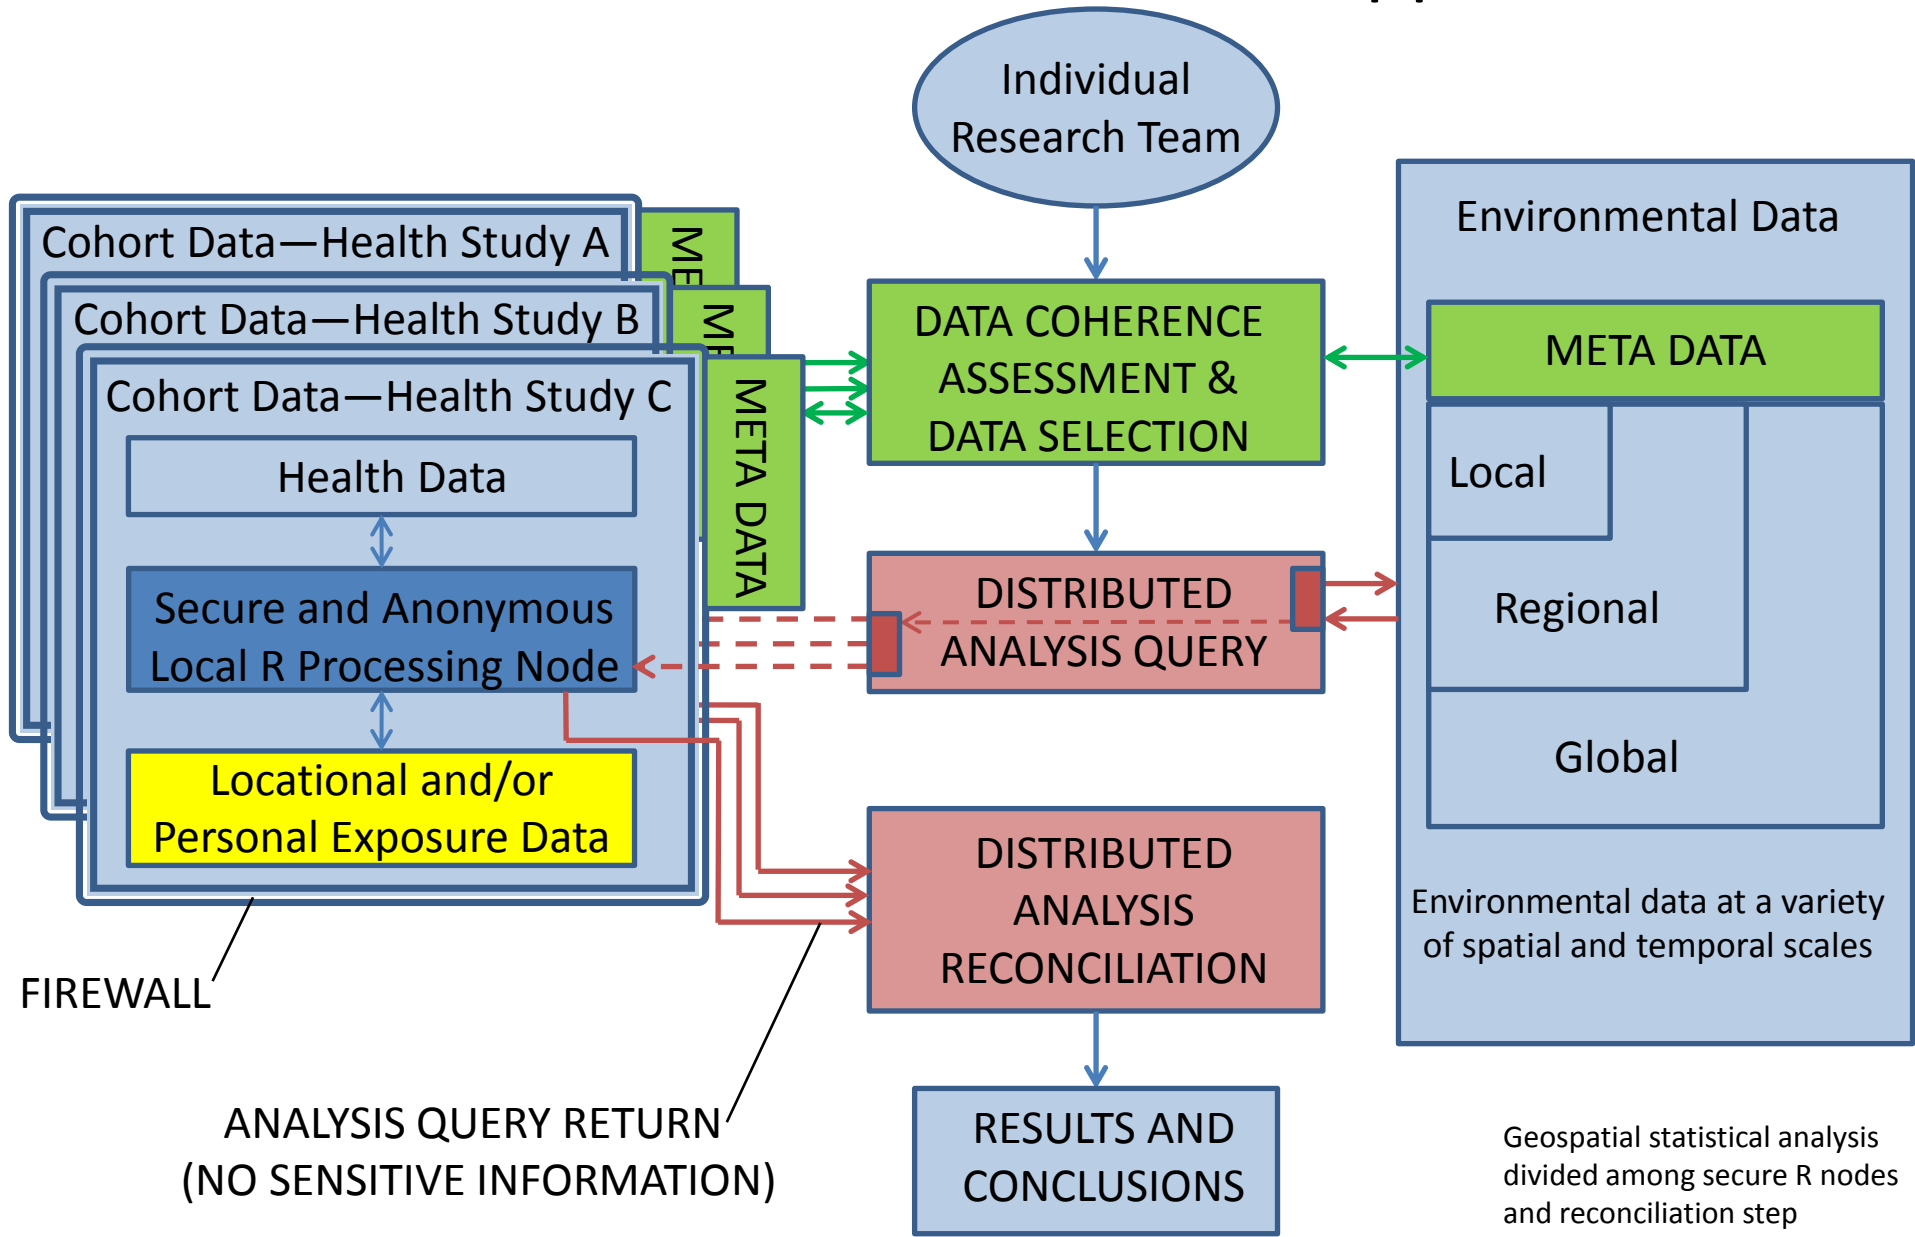 Individual
Research Team
Cohort Data—Health Study A
ME
Cohort Data—Health Study B
ME
Cohort Data—Health Study C
META DATA
Health Data
Secure and Anonymous
Local R Processing Node
Locational and/or
Personal Exposure Data
FIREWALL
ANALYSIS QUERY RETURN
(NO SENSITIVE INFORMATION)
DATA COHERENCE
ASSESSMENT &
DATA SELECTION
DISTRIBUTED
ANALYSIS QUERY
DISTRIBUTED
ANALYSIS
RECONCILIATION
RESULTS AND
CONCLUSIONS
Environmental Data
META DATA
Local
Regional
Global
Environmental data at a variety
of spatial and temporal scales
Geospatial statistical analysis
divided among secure R nodes
and reconciliation step